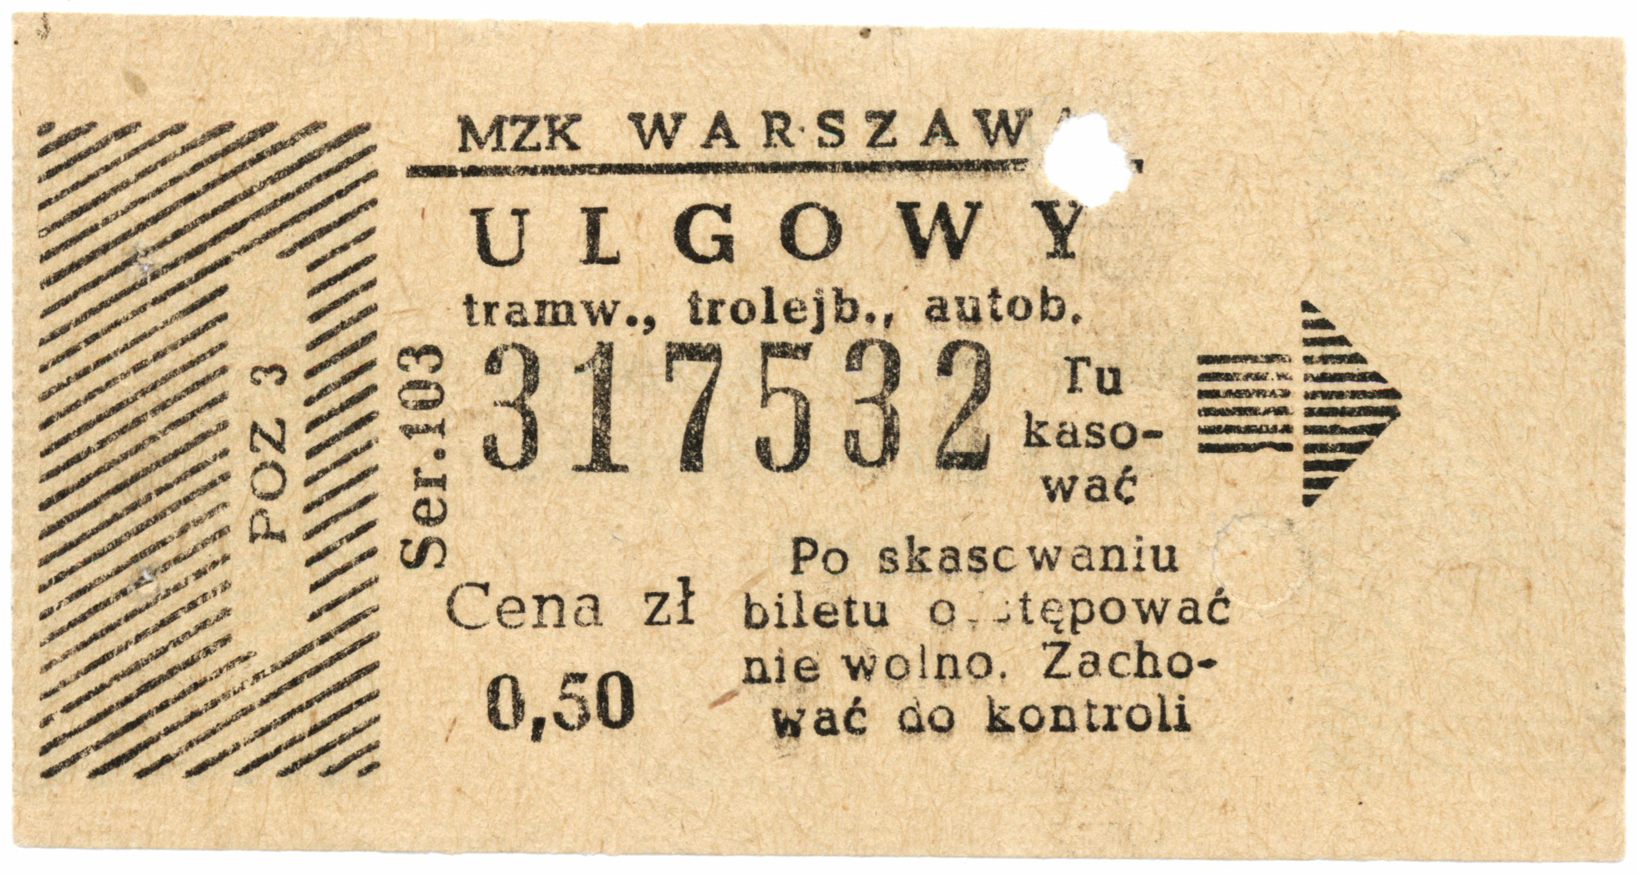 MZK WARSZAWA
ULGOWY
tramw., trolejb., autob.
POZ 3
Ser.103
317532
Tu
kaso-
wać
Cena zł
0,50
Po skasowaniu
biletu odstępować
nie wolno. Zacho-
wać do kontroli